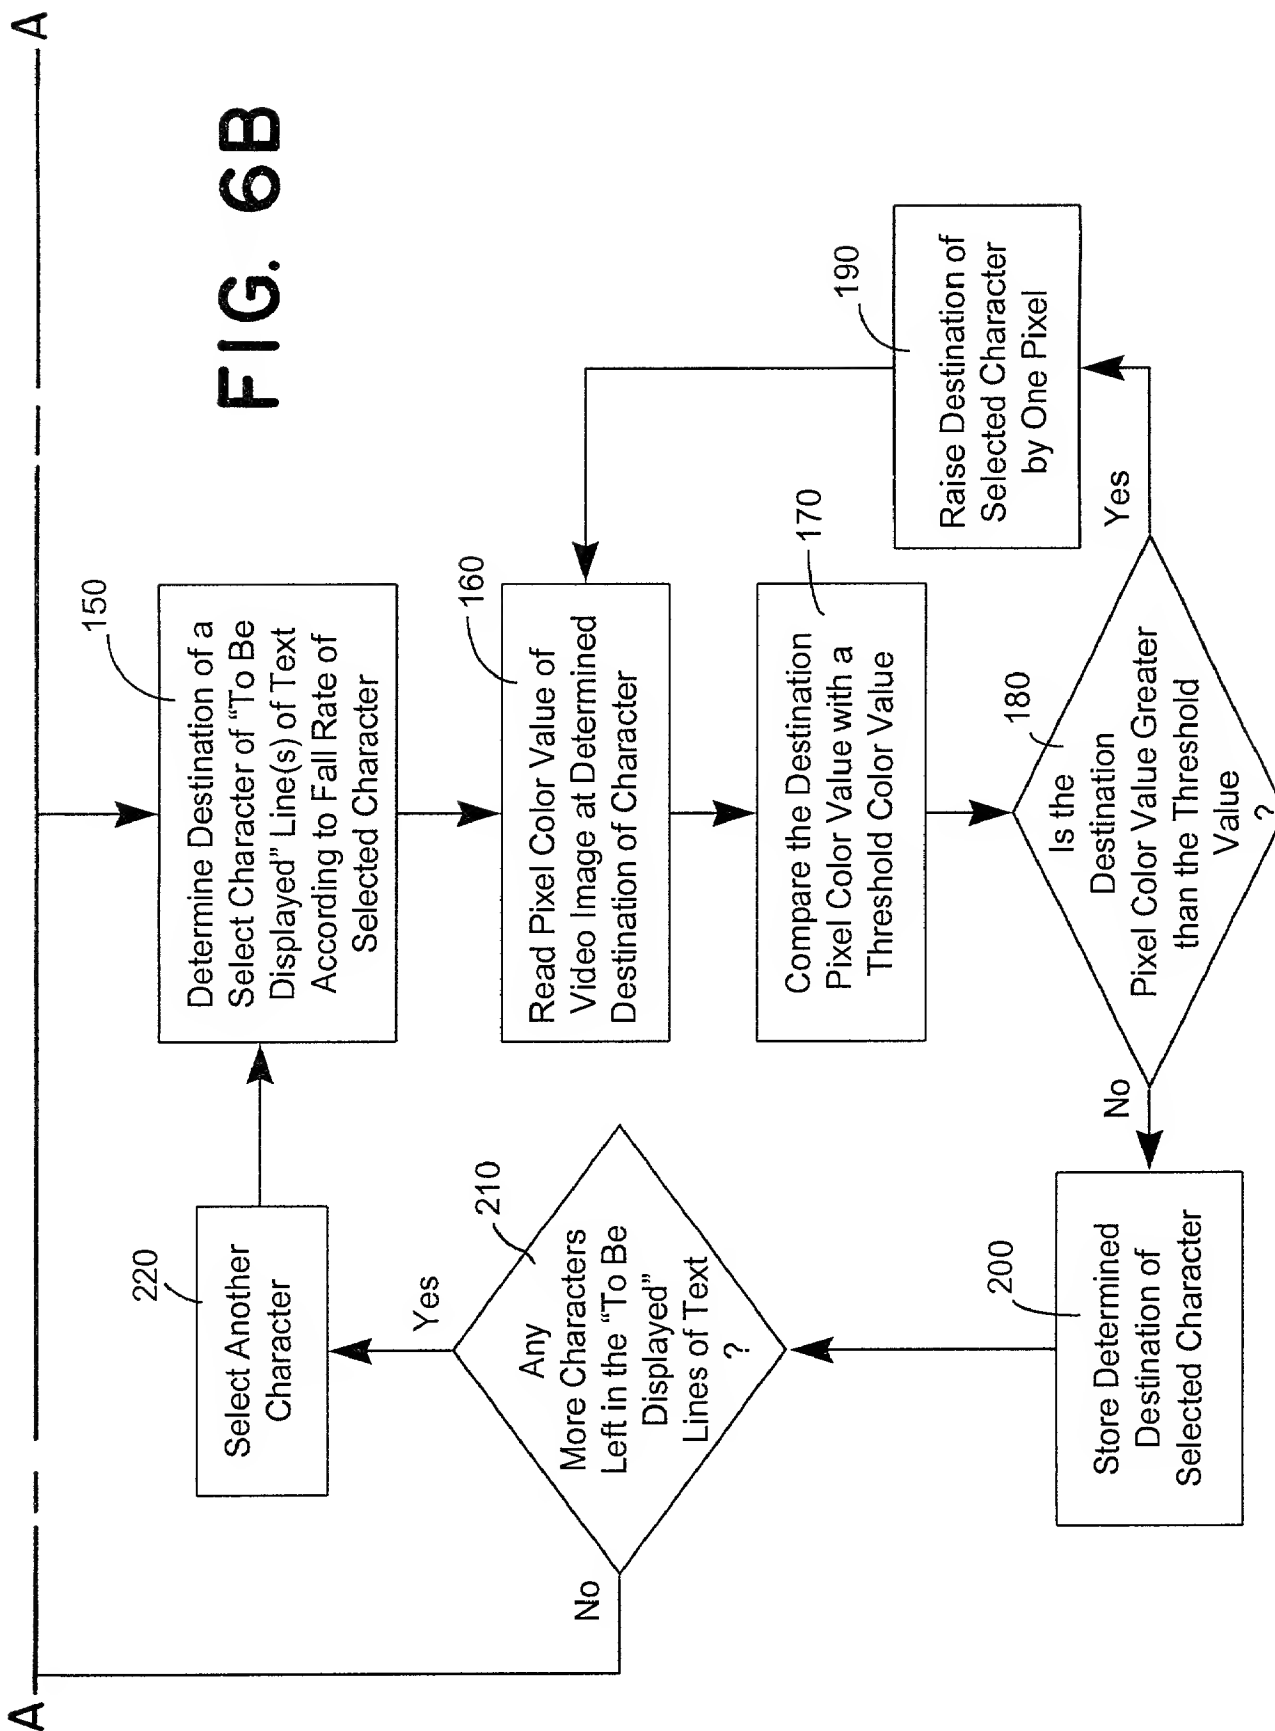 A
A
FIG. 6B
150
Determine Destination of a
Select Character of “To Be
Displayed” Line(s) of Text
According to Fall Rate of
Selected Character
160
Read Pixel Color Value of
Video Image at Determined
Destination of Character
170
Compare the Destination
Pixel Color Value with a
Threshold Color Value
180
Is the
Destination
Pixel Color Value Greater
than the Threshold
Value
?
Yes
190
Raise Destination of
Selected Character
by One Pixel
No
200
Store Determined
Destination of
Selected Character
210
Any
More Characters
Left in the “To Be
Displayed”
Lines of Text
?
Yes
220
Select Another
Character
No